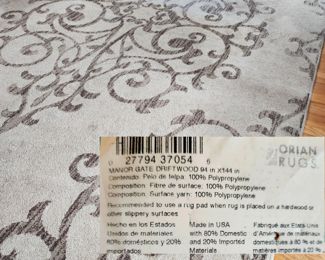 0 27794 37054 6
ORIAN
RUGS.
MANOR GATE DRIFTWOOD 94 in X144 in
Contenido: Pelo de felpa: 100% Polypropylene
Composition: Fibre de surface: 100% Polypropylene
Composition: Surface yarn: 100% Polypropylene
Recommended to use a rug pad when rug is placed on a hardwood or
other slippery surfaces
Hecho en los Estados
Unidos de materiales
80% domésticos y 20%
importados
Made in USA
with 80% Domestic
and 20% Imported
Materials
Fabriqué aux Etats Unis
d'Amérique de matériaux
domestiques à 80 % et de
matières importées à 20 %